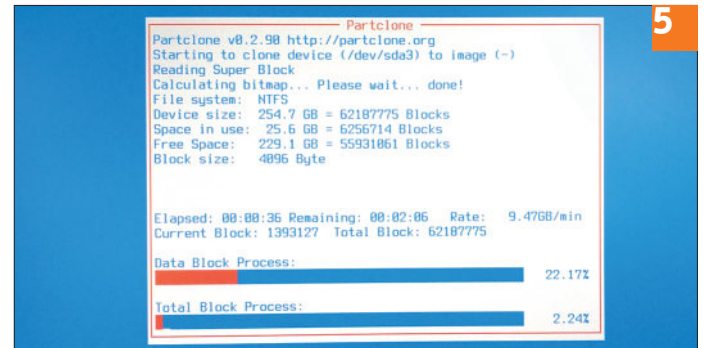 5
Partclone
Partclone v0.2.90 http://partclone.org
Starting to clone device (/dev/sda3) to image (-)
Reading Super Block
Calculating bitmap... Please wait... done!
File system: NTFS
Device size: 254.7 GB = 62187775 Blocks
Space in use: 25.6 GB = 6256714 Blocks
Free Space: 229.1 GB = 55931061 Blocks
Block size: 4096 Byte
Elapsed: 00:00:36 Remaining: 00:02:06 Rate: 9.47GB/min
Current Block: 1393127 Total Block: 62187775
Data Block Process:
22.17%
Total Block Process:
2.24%